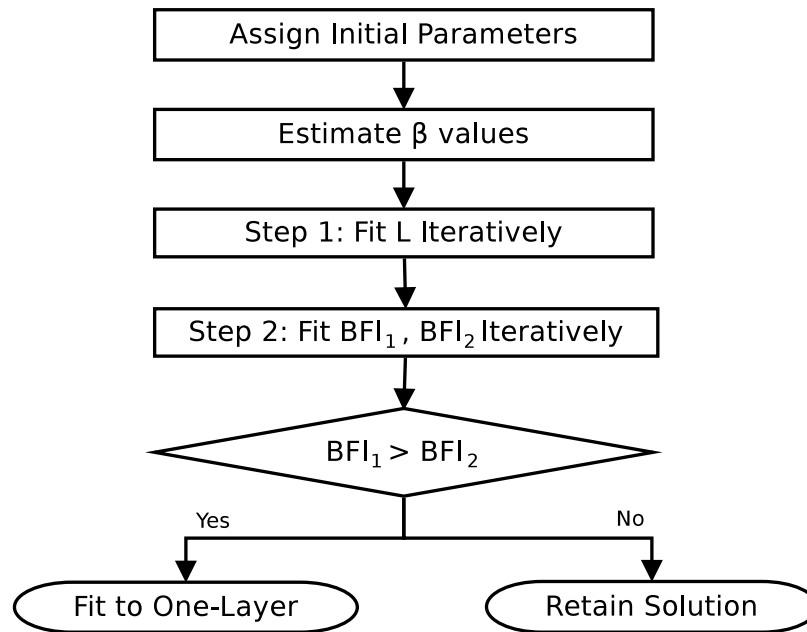 Assign Initial Parameters
Estimate β values
Step 1: Fit L Iteratively
Step 2: Fit BFI₁, BFI₂ Iteratively
BFI₁ > BFI₂
Yes
No
Fit to One-Layer
Retain Solution